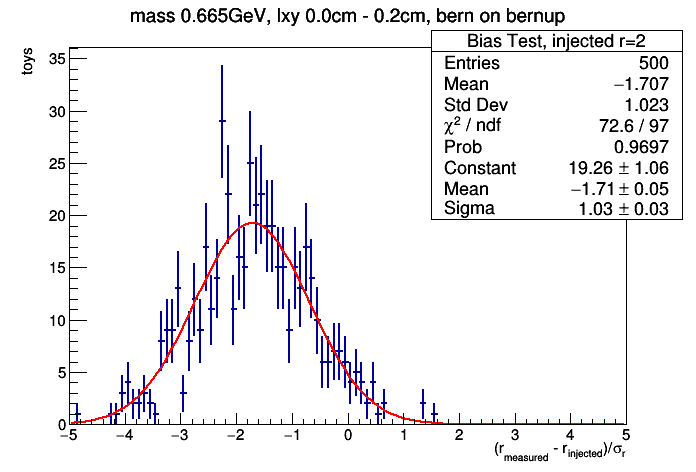 mass 0.665GeV, lxy 0.0cm - 0.2cm, bern on bernup
toys
Bias Test, injected r=2
Entries 500
Mean −1.707
Std Dev 1.023
χ² / ndf 72.6 / 97
Prob 0.9697
Constant 19.26 ± 1.06
Mean −1.71 ± 0.05
Sigma 1.03 ± 0.03
35
30
25
20
15
10
5
0
−5 −4 −3 −2 −1 0 1 2 3 4 5
(r_measured - r_injected)/σ_r